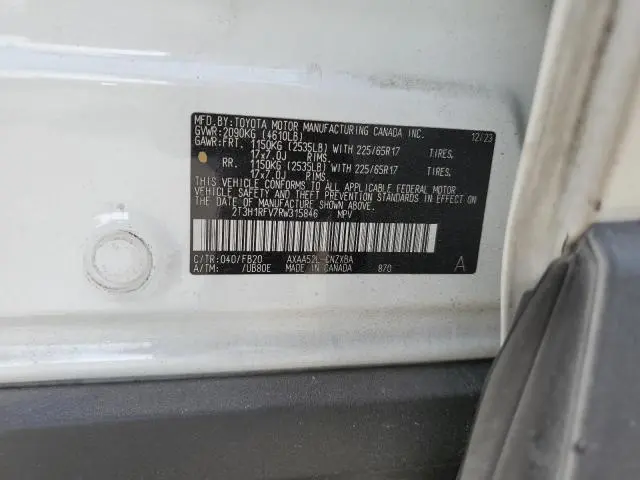 MFD.BY:TOYOTA MOTOR MANUFACTURING CANADA INC.
GVWR:2090KG (4610LB) 12/23
GAWR:FRT. 1150KG (2535LB) WITH 225/65R17 TIRES.
17x7.0J RIMS.
RR. 1150KG (2535LB) WITH 225/65R17 TIRES.
17x7.0J RIMS.
THIS VEHICLE CONFORMS TO ALL APPLICABLE FEDERAL MOTOR
VEHICLE SAFETY AND THEFT PREVENTION STANDARDS IN EFFECT ON
THE DATE OF MANUFACTURE SHOWN ABOVE.
2T3H1RFV7RW315846 MPV
C/TR:040/FB20 AXAA52L-CNZXBA
A/TM: /UB80E MADE IN CANADA 870 A